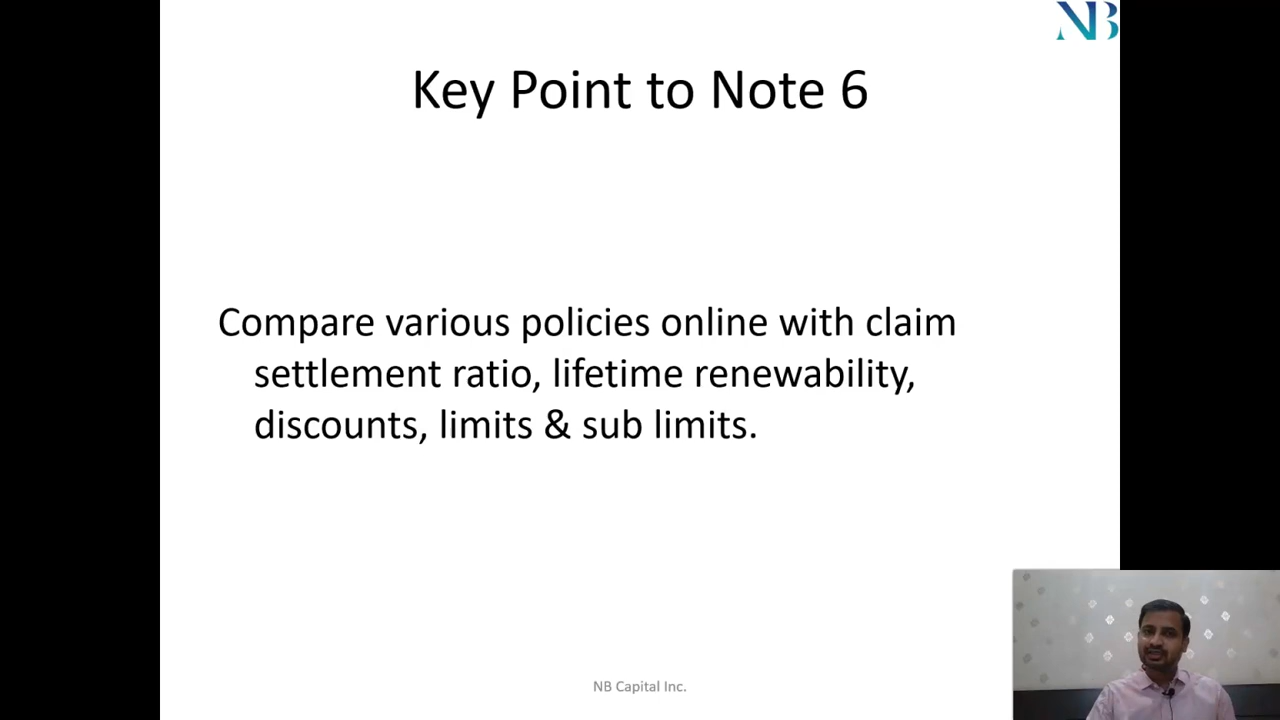 NB
Key Point to Note 6
Compare various policies online with claim
settlement ratio, lifetime renewability,
discounts, limits & sub limits.
NB Capital Inc.